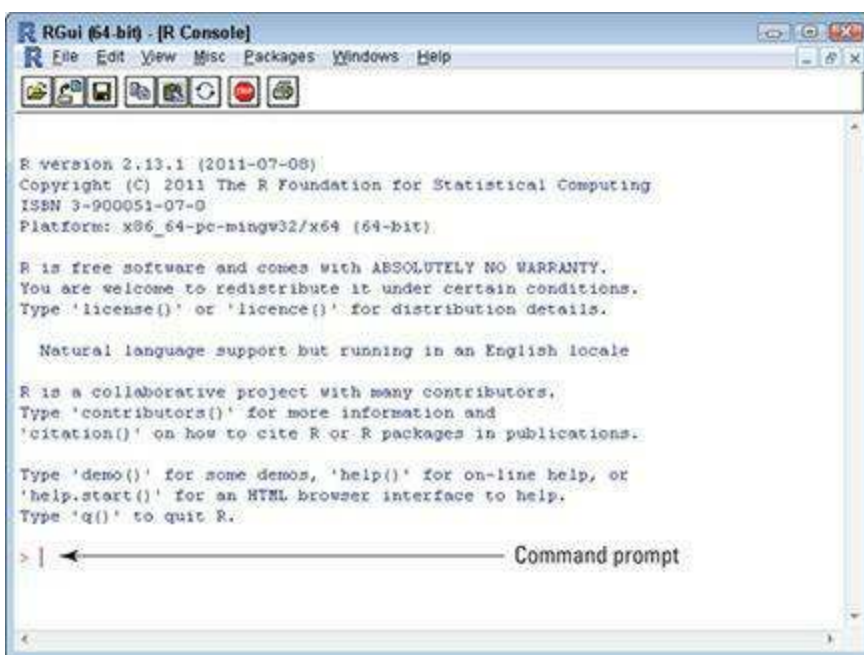 RGui (64-bit) - [R Console]
File Edit View Misc Packages Windows Help
STOP
R version 2.13.1 (2011-07-08)
Copyright (C) 2011 The R Foundation for Statistical Computing
ISBN 3-900051-07-0
Platform: x86_64-pc-mingw32/x64 (64-bit)
R is free software and comes with ABSOLUTELY NO WARRANTY.
You are welcome to redistribute it under certain conditions.
Type 'license()' or 'licence()' for distribution details.
Natural language support but running in an English locale
R is a collaborative project with many contributors.
Type 'contributors()' for more information and
'citation()' on how to cite R or R packages in publications.
Type 'demo()' for some demos, 'help()' for on-line help, or
'help.start()' for an HTML browser interface to help.
Type 'q()' to quit R.
> | Command prompt